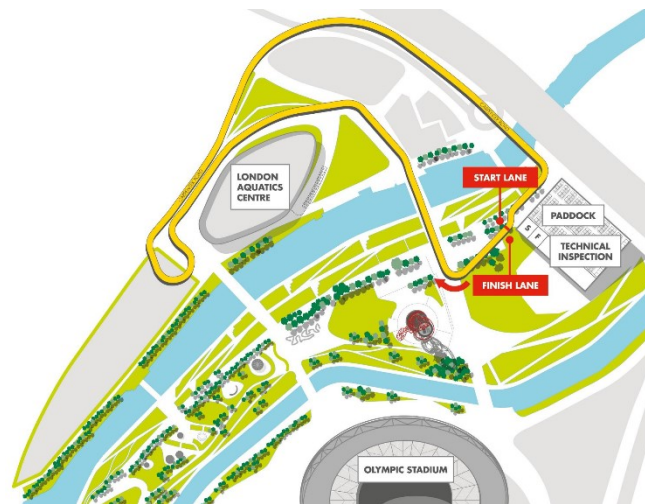 LONDON
AQUATICS
CENTRE
START LANE
PADDOCK
S F
TECHNICAL
INSPECTION
FINISH LANE
OLYMPIC STADIUM